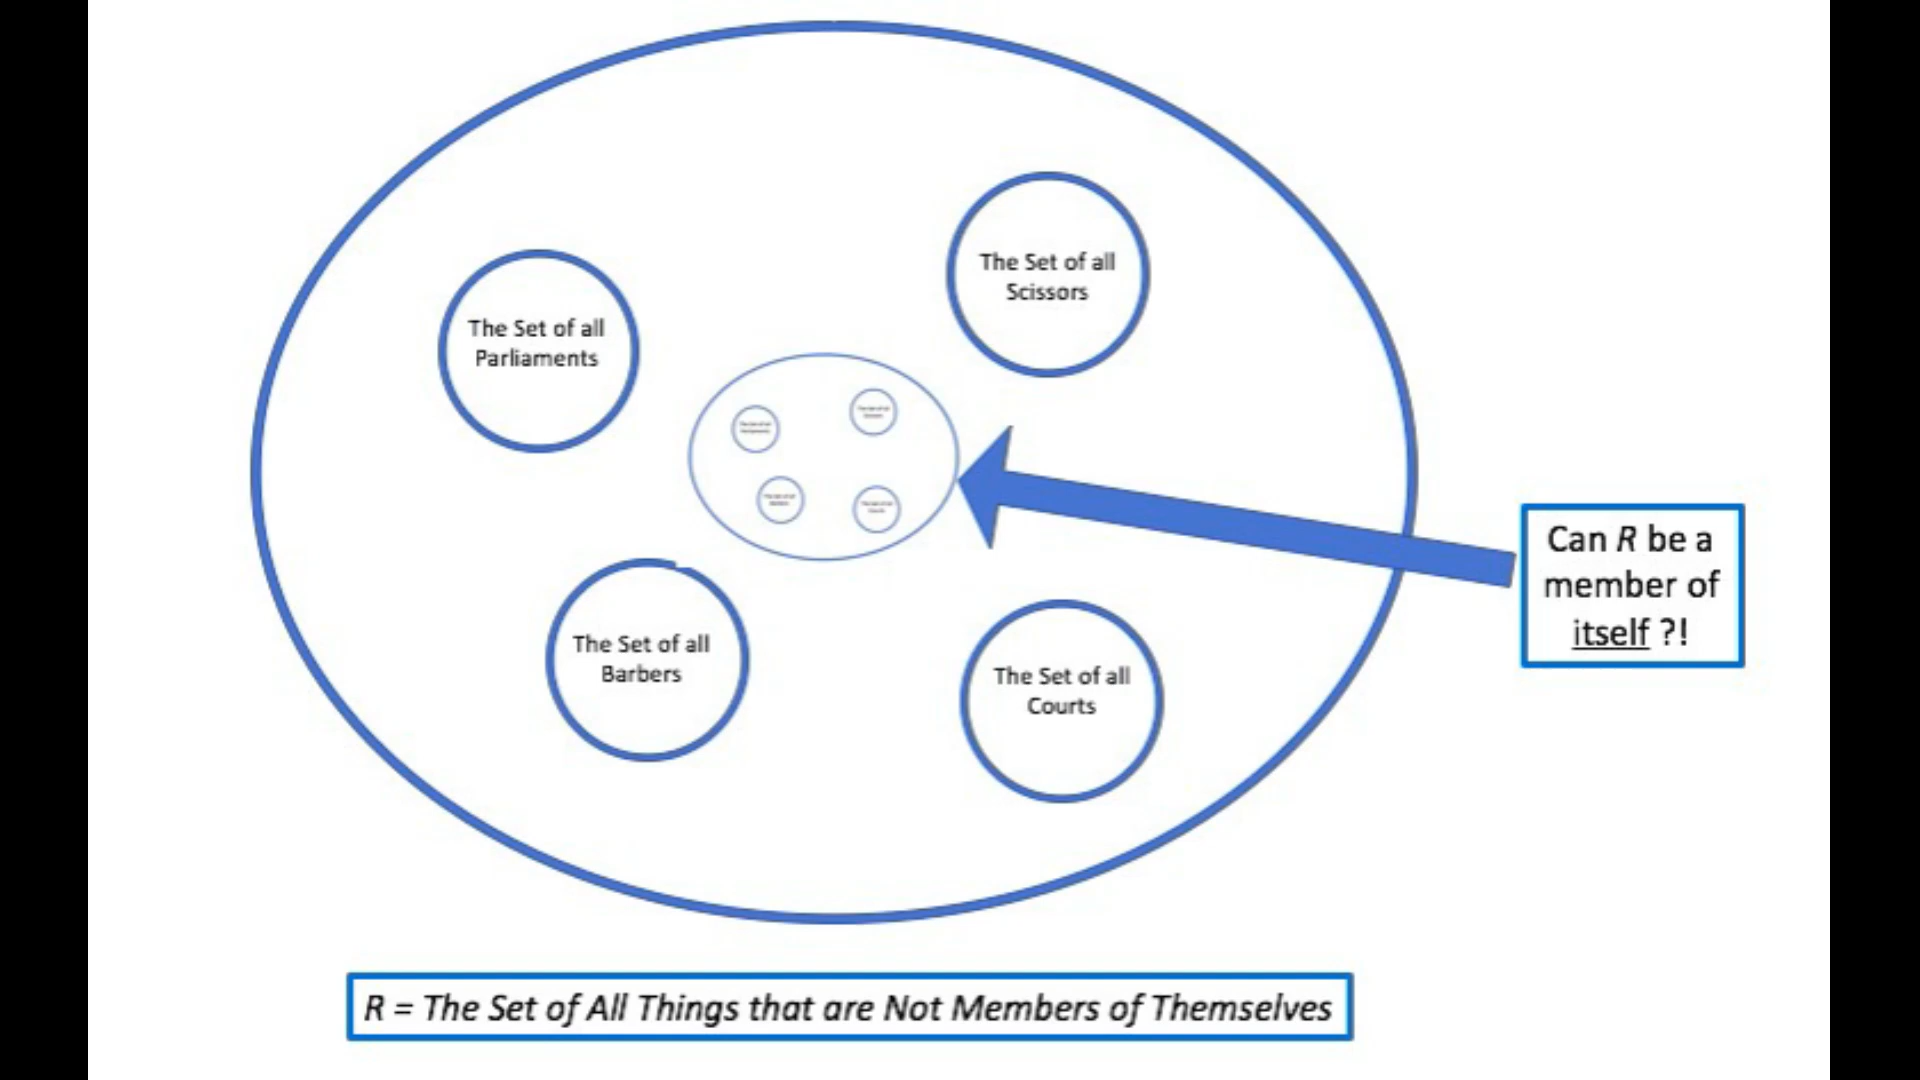 The Set of all
Scissors
The Set of all
Parliaments
The Set of all
Barbers
The Set of all
Courts
Can R be a
member of
itself ?!
R = The Set of All Things that are Not Members of Themselves